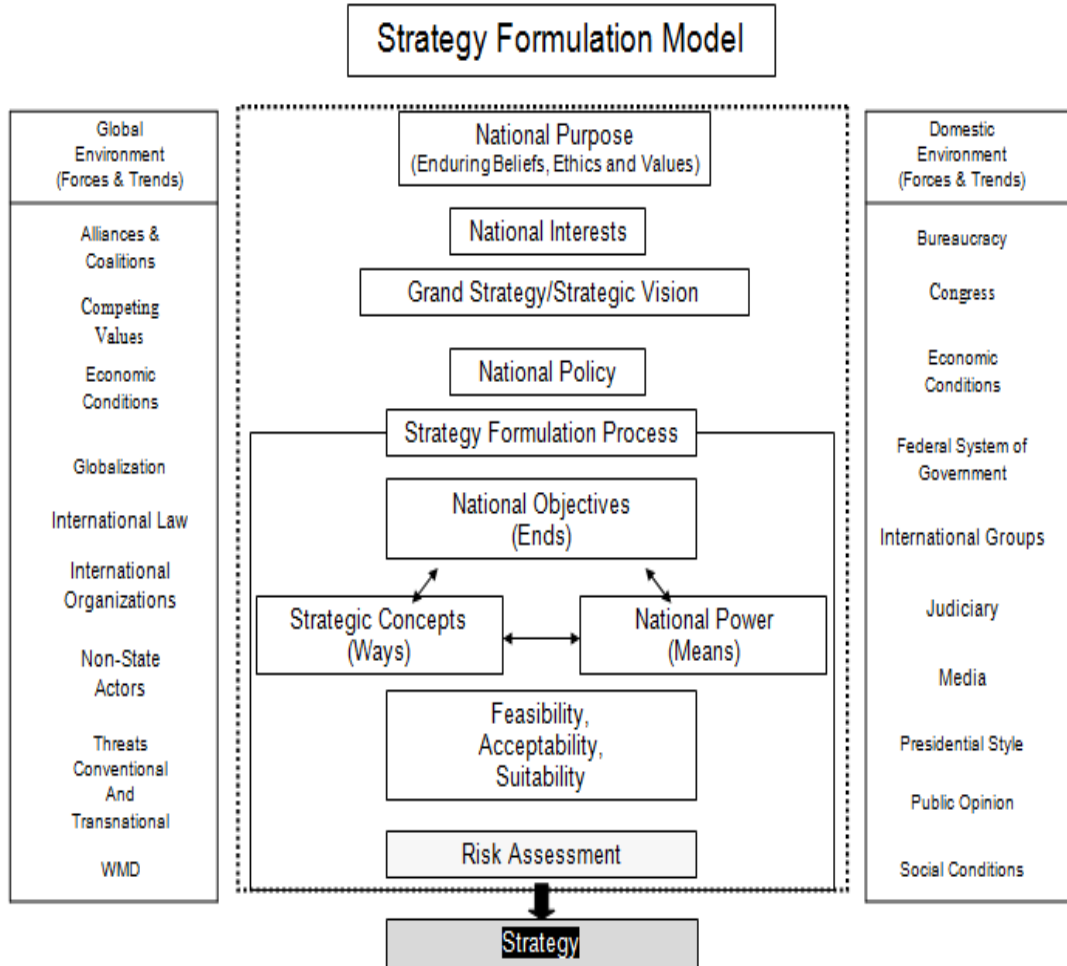 Strategy Formulation Model
Global
Environment
(Forces & Trends)
Alliances &
Coalitions
Competing
Values
Economic
Conditions
Globalization
International Law
International
Organizations
Non-State
Actors
Threats
Conventional
And
Transnational
WMD
National Purpose
(Enduring Beliefs, Ethics and Values)
National Interests
Grand Strategy/Strategic Vision
National Policy
Strategy Formulation Process
National Objectives
(Ends)
Strategic Concepts
(Ways)
National Power
(Means)
Feasibility,
Acceptability,
Suitability
Risk Assessment
Strategy
Domestic
Environment
(Forces & Trends)
Bureaucracy
Congress
Economic
Conditions
Federal System of
Government
International Groups
Judiciary
Media
Presidential Style
Public Opinion
Social Conditions